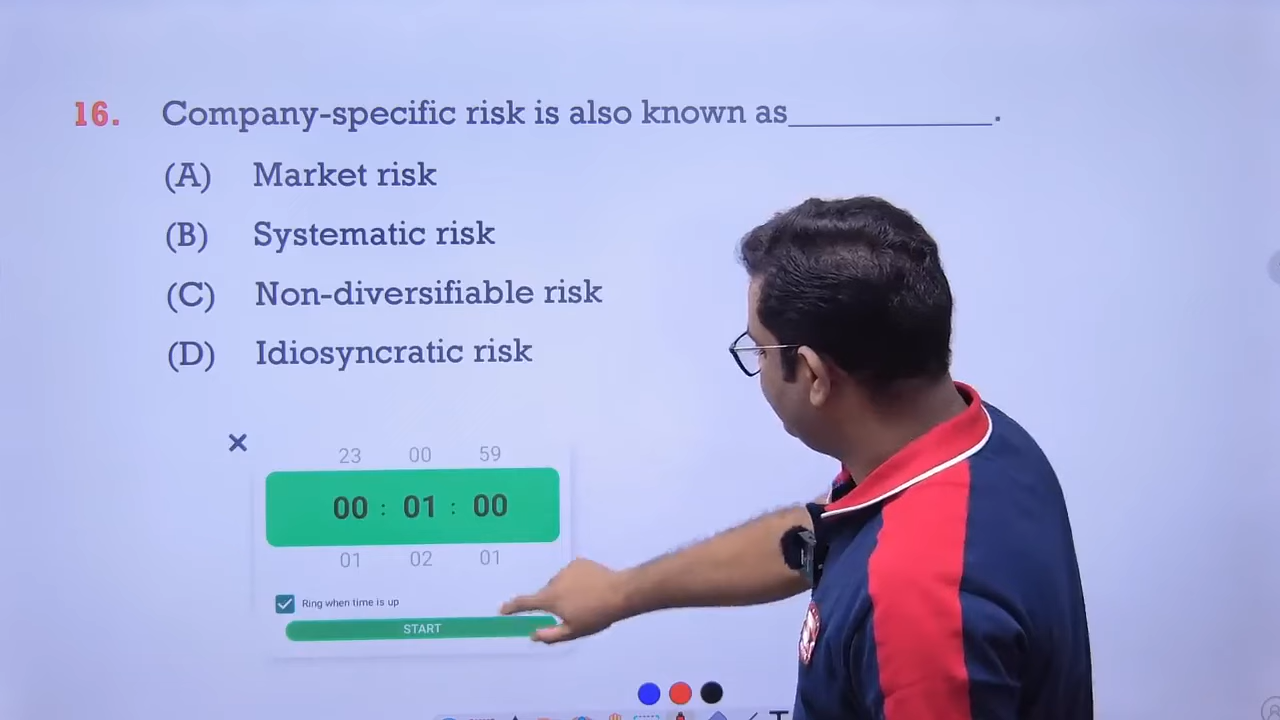 16. Company-specific risk is also known as____________.
(A) Market risk
(B) Systematic risk
(C) Non-diversifiable risk
(D) Idiosyncratic risk
×
23 00 59
00 : 01 : 00
01 02 01
Ring when time is up
START
T